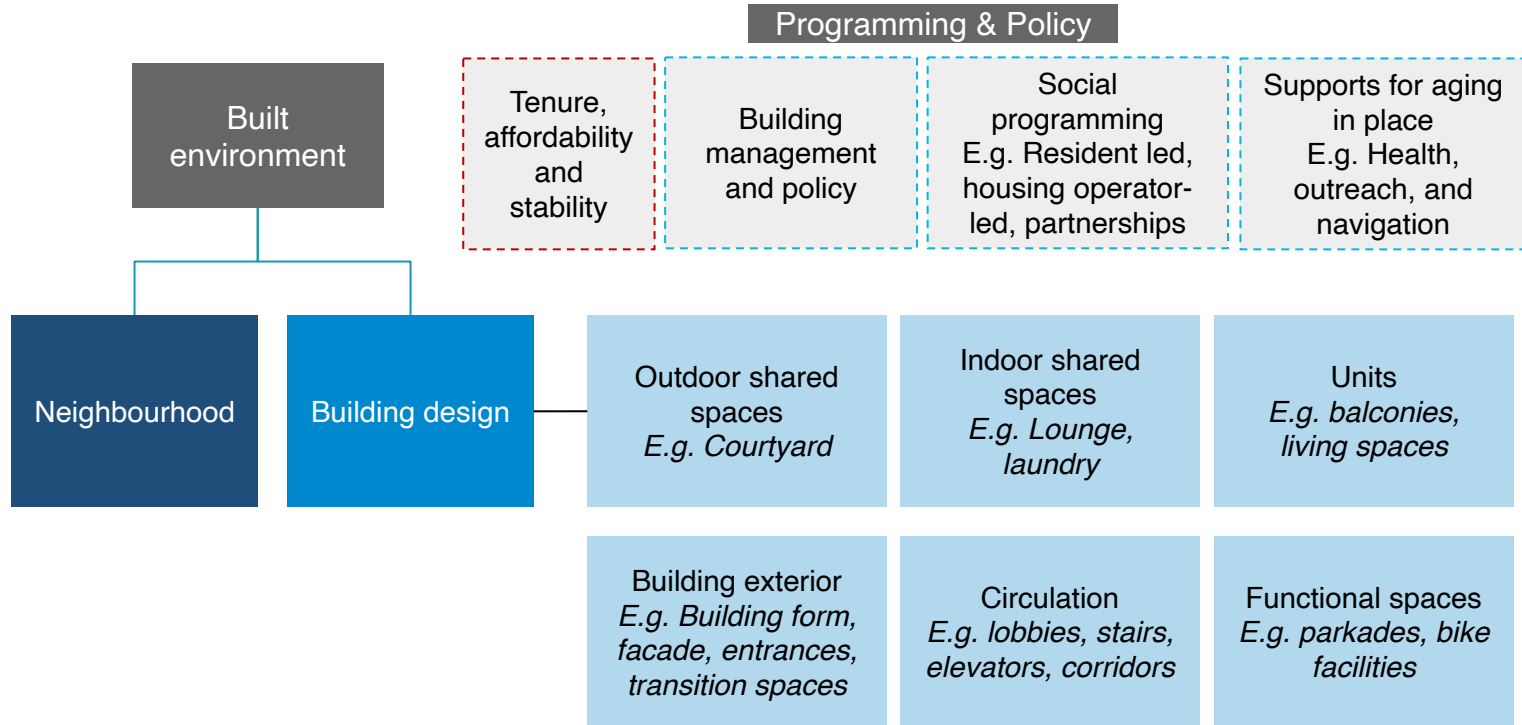 Programming & Policy
Built
environment
Tenure,
affordability
and
stability
Building
management
and policy
Social
programming
E.g. Resident led,
housing operator-
led, partnerships
Supports for aging
in place
E.g. Health,
outreach, and
navigation
Neighbourhood
Building design
Outdoor shared
spaces
E.g. Courtyard
Indoor shared
spaces
E.g. Lounge,
laundry
Units
E.g. balconies,
living spaces
Building exterior
E.g. Building form,
facade, entrances,
transition spaces
Circulation
E.g. lobbies, stairs,
elevators, corridors
Functional spaces
E.g. parkades, bike
facilities